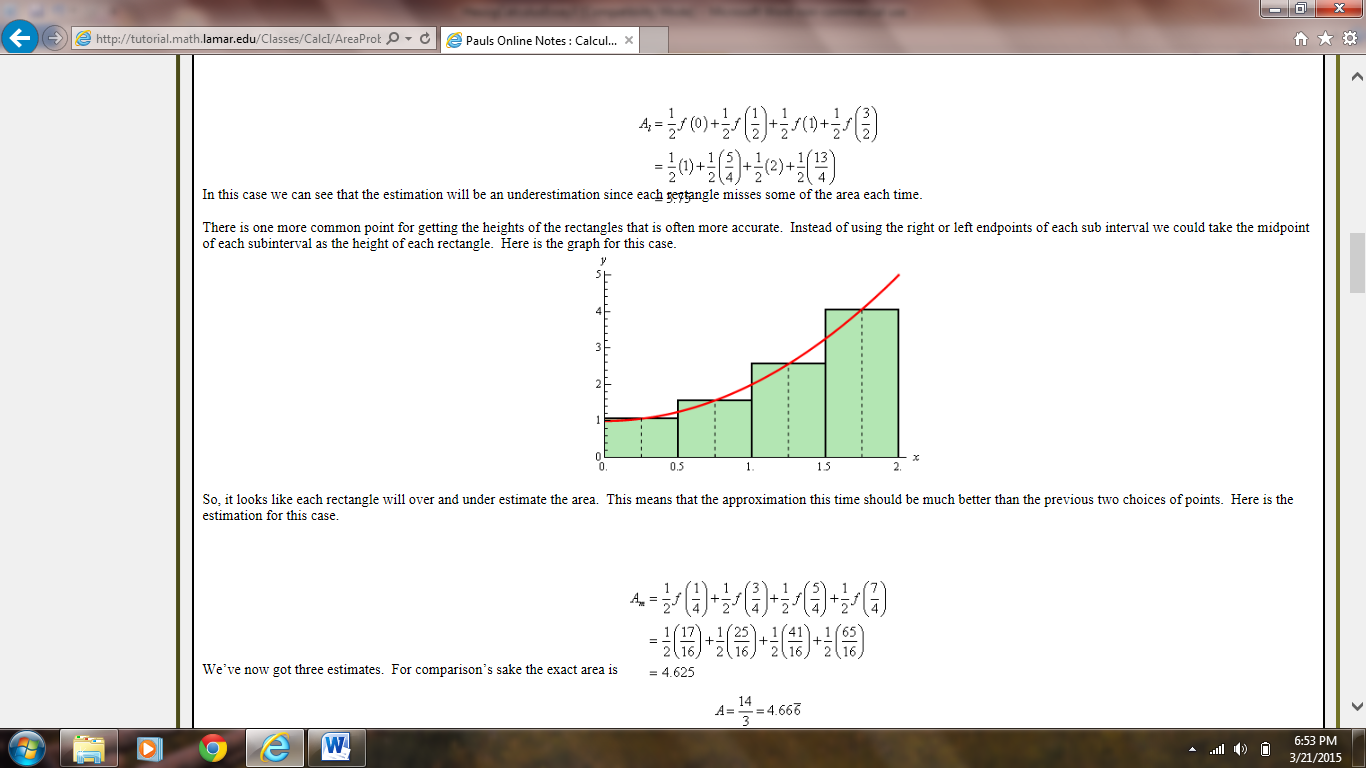 http://tutorial.math.lamar.edu/Classes/CalcI/AreaProt
Pauls Online Notes : Calcul...
A_l = 1/2 f(0) + 1/2 f(1/2) + 1/2 f(1) + 1/2 f(3/2)
= 1/2 (1) + 1/2 (5/4) + 1/2 (2) + 1/2 (13/4)
In this case we can see that the estimation will be an underestimation since each rectangle misses some of the area each time.
= 3.75
There is one more common point for getting the heights of the rectangles that is often more accurate. Instead of using the right or left endpoints of each sub interval we could take the midpoint
of each subinterval as the height of each rectangle. Here is the graph for this case.
y
5
4
3
2
1
0
x
0. 0.5 1. 1.5 2.
So, it looks like each rectangle will over and under estimate the area. This means that the approximation this time should be much better than the previous two choices of points. Here is the
estimation for this case.
A_m = 1/2 f(1/4) + 1/2 f(3/4) + 1/2 f(5/4) + 1/2 f(7/4)
= 1/2 (17/16) + 1/2 (25/16) + 1/2 (41/16) + 1/2 (65/16)
We've now got three estimates. For comparison's sake the exact area is
= 4.625
A = 14/3 = 4.666̅
6:53 PM
3/21/2015